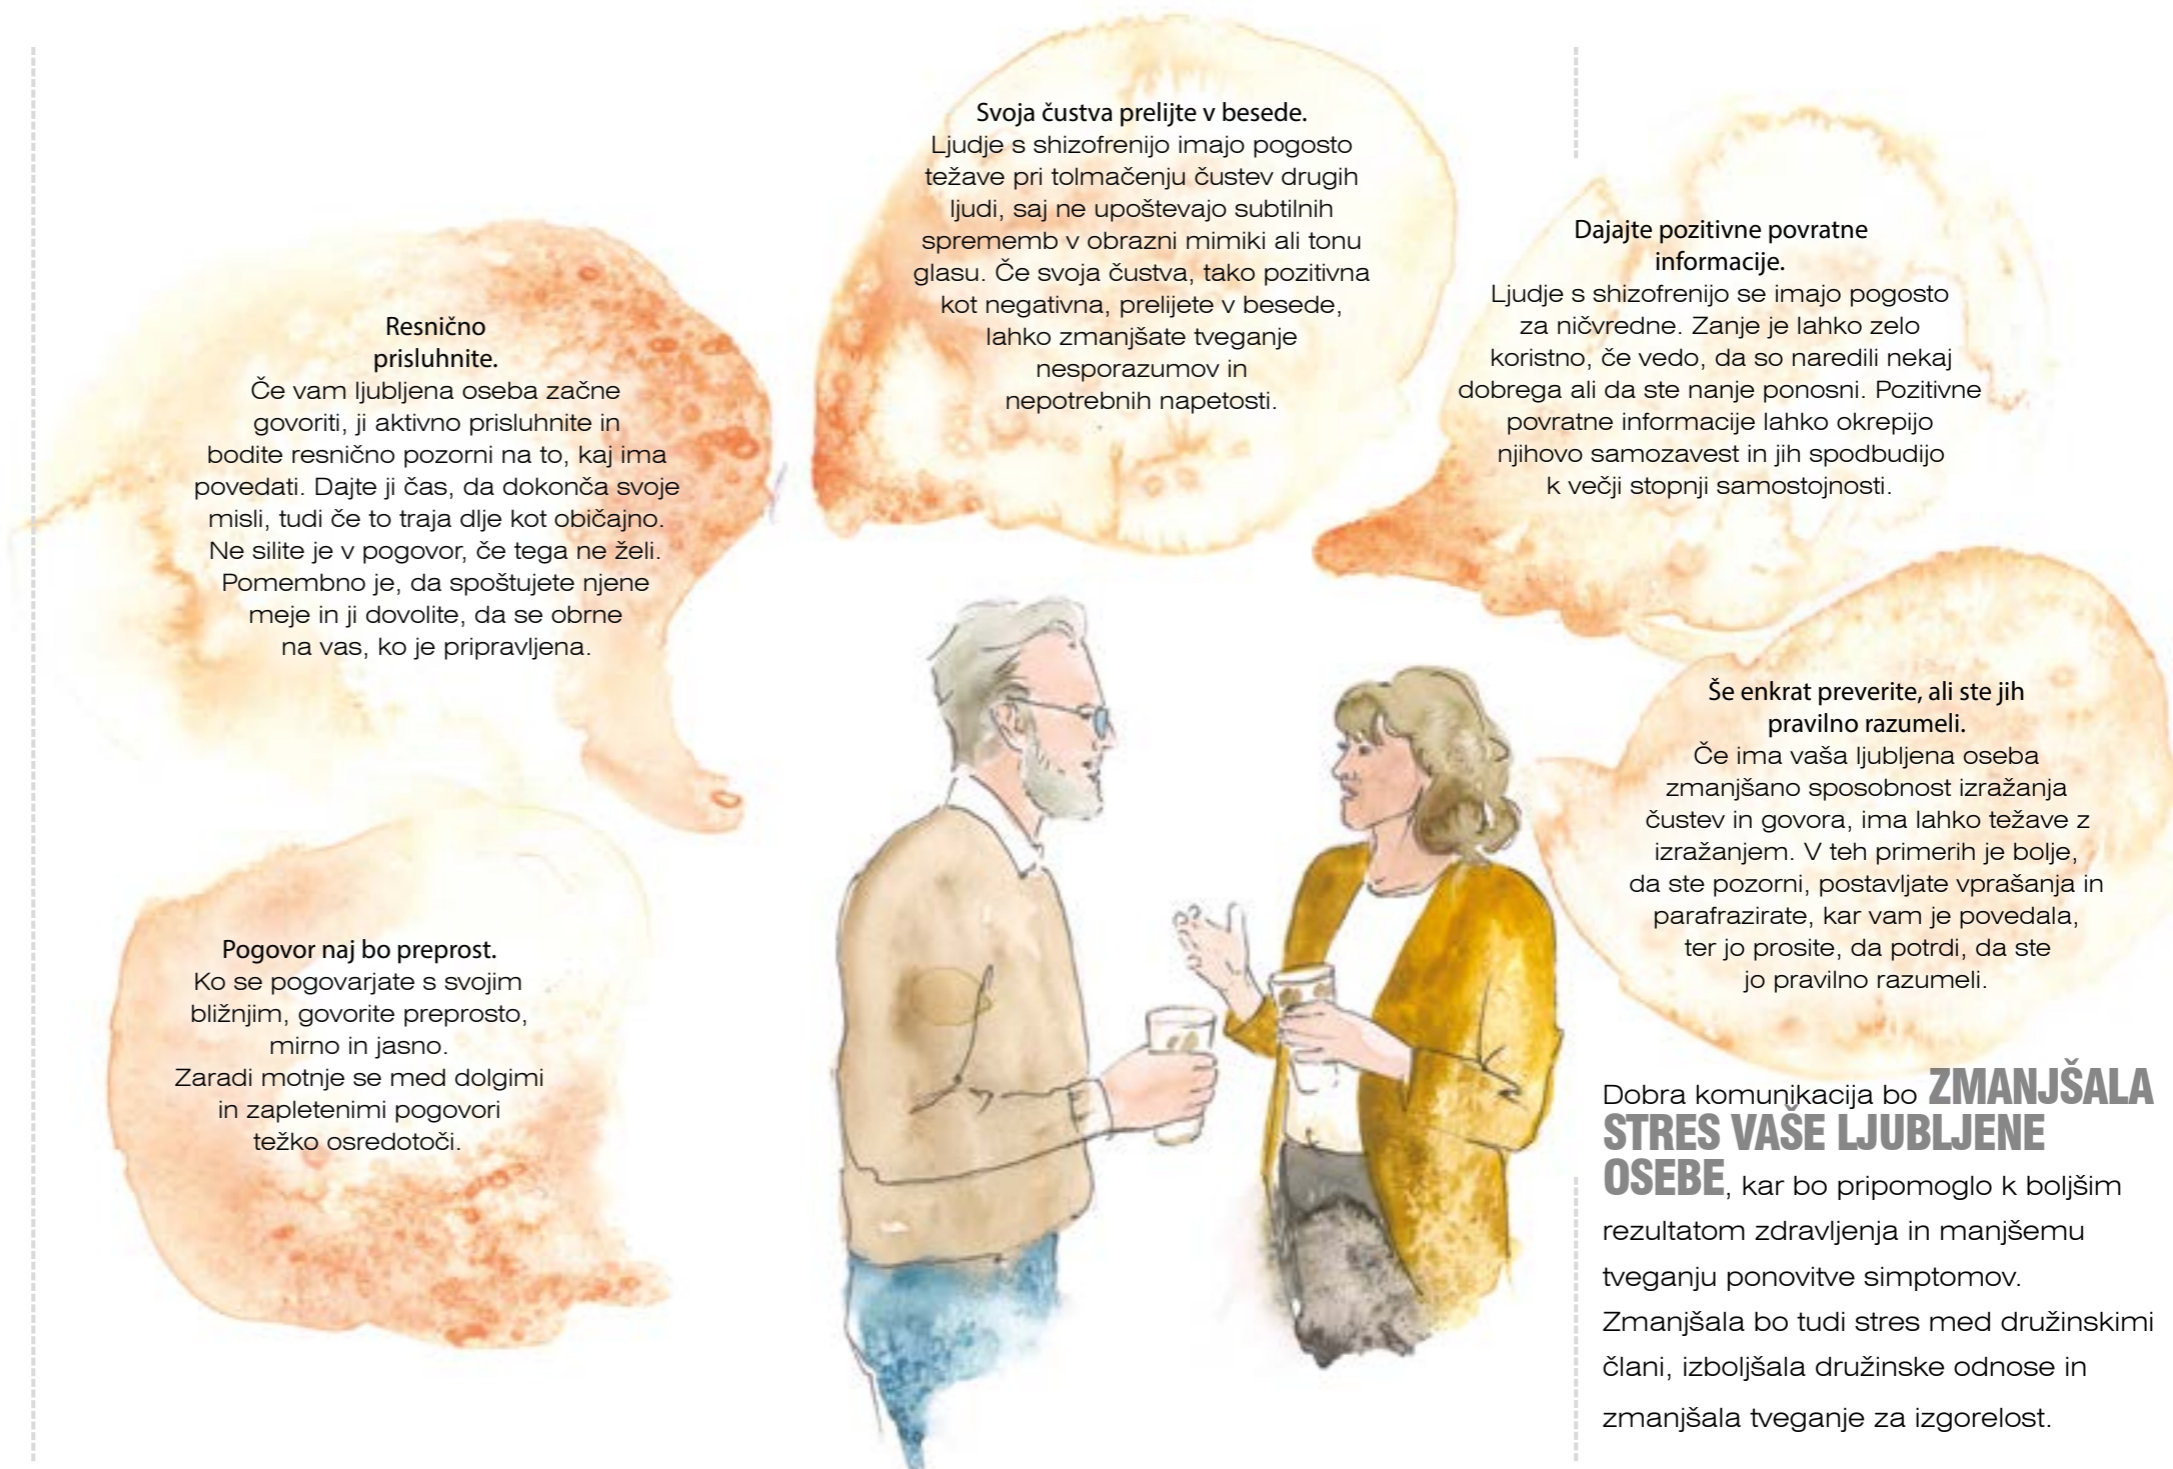 Resnično
prisluhnite.
Če vam ljubljena oseba začne
govoriti, ji aktivno prisluhnite in
bodite resnično pozorni na to, kaj ima
povedati. Dajte ji čas, da dokonča svoje
misli, tudi če to traja dlje kot običajno.
Ne silite je v pogovor, če tega ne želi.
Pomembno je, da spoštujete njene
meje in ji dovolite, da se obrne
na vas, ko je pripravljena.
Pogovor naj bo preprost.
Ko se pogovarjate s svojim
bližnjim, govorite preprosto,
mirno in jasno.
Zaradi motnje se med dolgimi
in zapletenimi pogovori
težko osredotoči.
Svoja čustva prelijte v besede.
Ljudje s shizofrenijo imajo pogosto
težave pri tolmačenju čustev drugih
ljudi, saj ne upoštevajo subtilnih
sprememb v obrazni mimiki ali tonu
glasu. Če svoja čustva, tako pozitivna
kot negativna, prelijete v besede,
lahko zmanjšate tveganje
nesporazumov in
nepotrebnih napetosti.
Dajajte pozitivne povratne
informacije.
Ljudje s shizofrenijo se imajo pogosto
za ničvredne. Zanje je lahko zelo
koristno, če vedo, da so naredili nekaj
dobrega ali da ste nanje ponosni. Pozitivne
povratne informacije lahko okrepijo
njihovo samozavest in jih spodbudijo
k večji stopnji samostojnosti.
Še enkrat preverite, ali ste jih
pravilno razumeli.
Če ima vaša ljubljena oseba
zmanjšano sposobnost izražanja
čustev in govora, ima lahko težave z
izražanjem. V teh primerih je bolje,
da ste pozorni, postavljate vprašanja in
parafrazirate, kar vam je povedala,
ter jo prosite, da potrdi, da ste
jo pravilno razumeli.
Dobra komunikacija bo ZMANJŠALA
STRES VAŠE LJUBLJENE
OSEBE, kar bo pripomoglo k boljšim
rezultatom zdravljenja in manjšemu
tveganju ponovitve simptomov.
Zmanjšala bo tudi stres med družinskimi
člani, izboljšala družinske odnose in
zmanjšala tveganje za izgorelost.